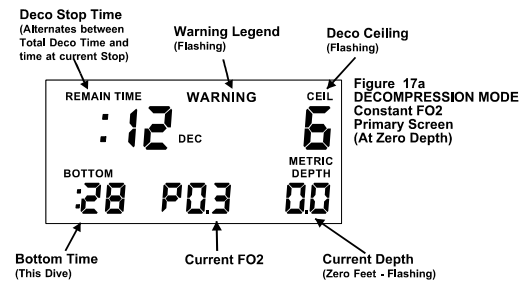 Deco Stop Time
(Alternates between
Total Deco Time and
time at current Stop)
Warning Legend
(Flashing)
Deco Ceiling
(Flashing)
Figure 17a
DECOMPRESSION MODE
Constant FO2
Primary Screen
(At Zero Depth)
REMAIN TIME WARNING CEIL
:12 DEC 6
METRIC
BOTTOM DEPTH
:28 P0.3 0.0
Bottom Time
(This Dive)
Current FO2
Current Depth
(Zero Feet - Flashing)